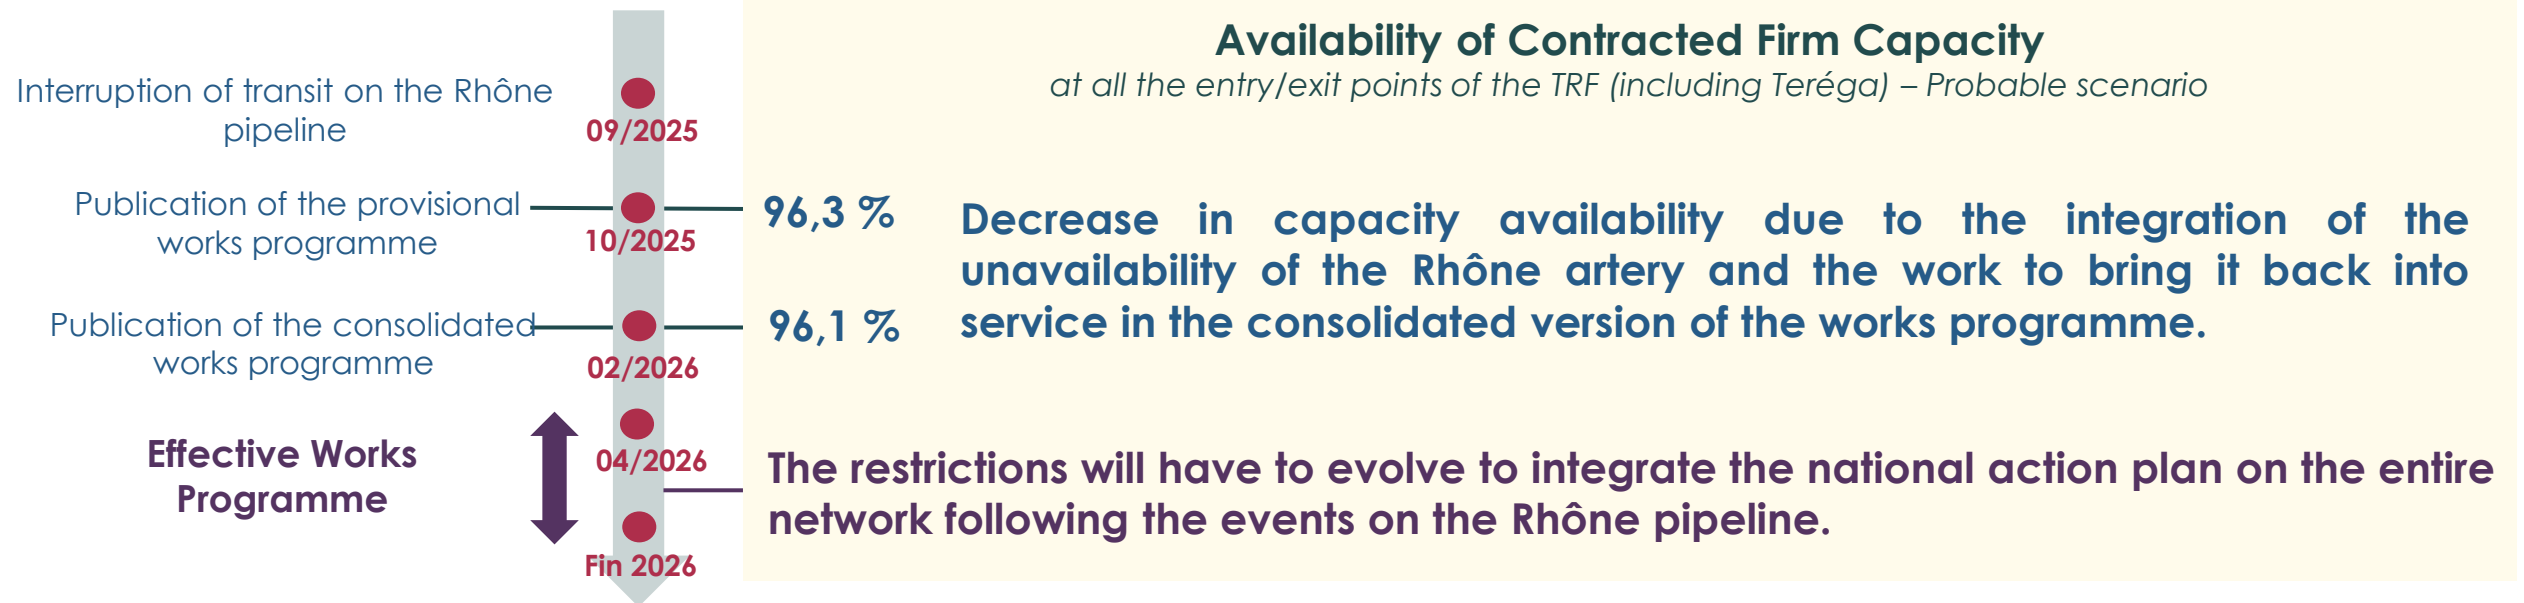 Availability of Contracted Firm Capacity
at all the entry/exit points of the TRF (including Teréga) – Probable scenario
Interruption of transit on the Rhône
pipeline
09/2025
Publication of the provisional
works programme
10/2025
96,3 %
Publication of the consolidated
works programme
02/2026
96,1 %
Decrease in capacity availability due to the integration of the
unavailability of the Rhône artery and the work to bring it back into
service in the consolidated version of the works programme.
Effective Works
Programme
04/2026
Fin 2026
The restrictions will have to evolve to integrate the national action plan on the entire
network following the events on the Rhône pipeline.